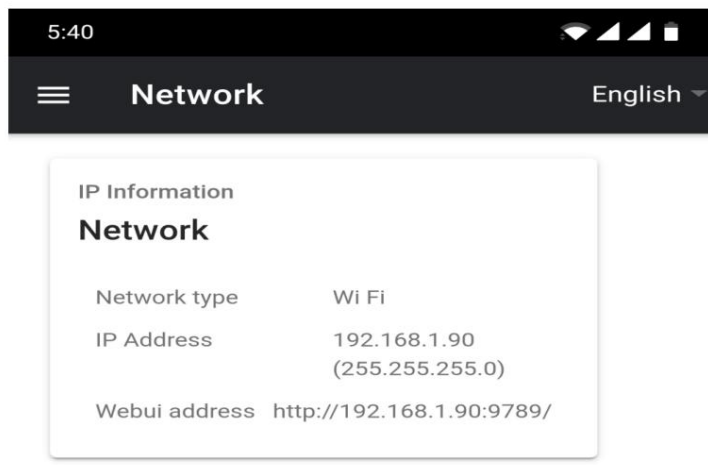 5:40
Network English
IP Information
Network
Network type Wi Fi
IP Address 192.168.1.90
(255.255.255.0)
Webui address http://192.168.1.90:9789/